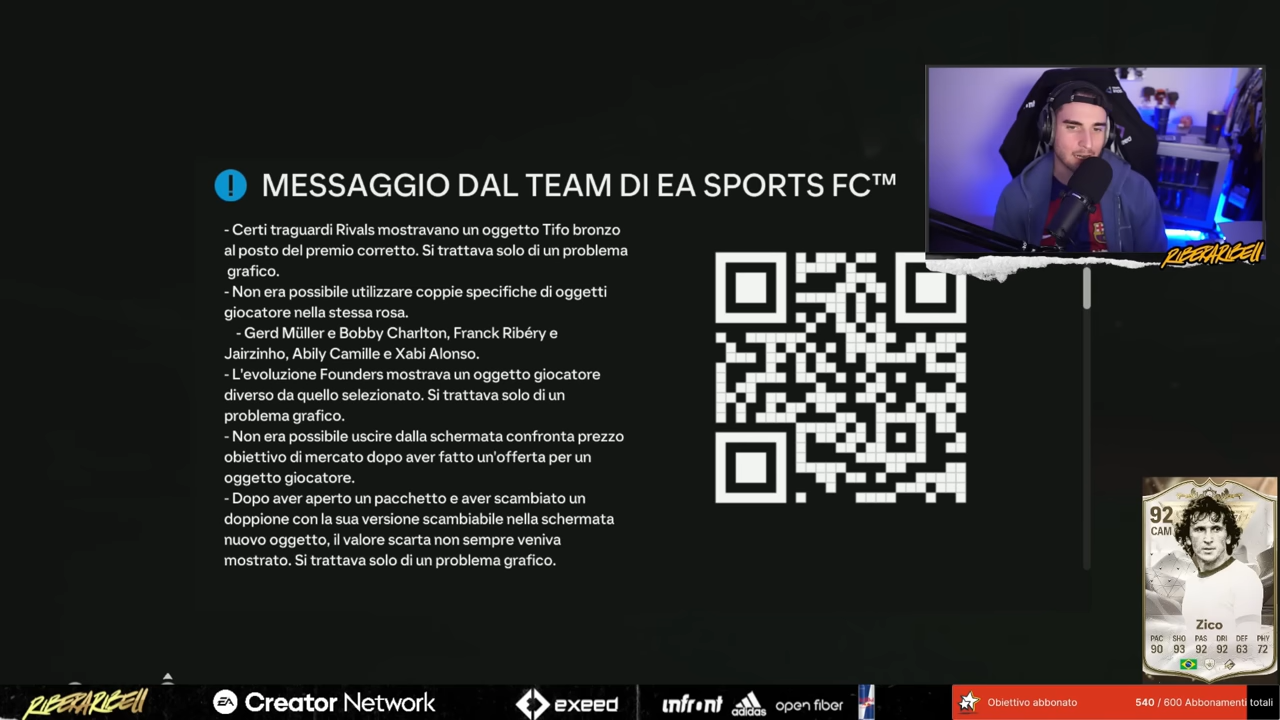 MESSAGGIO DAL TEAM DI EA SPORTS FC™
- Certi traguardi Rivals mostravano un oggetto Tifo bronzo
al posto del premio corretto. Si trattava solo di un problema
grafico.
- Non era possibile utilizzare coppie specifiche di oggetti
giocatore nella stessa rosa.
- Gerd Müller e Bobby Charlton, Franck Ribéry e
Jairzinho, Abily Camille e Xabi Alonso.
- L'evoluzione Founders mostrava un oggetto giocatore
diverso da quello selezionato. Si trattava solo di un
problema grafico.
- Non era possibile uscire dalla schermata confronta prezzo
obiettivo di mercato dopo aver fatto un'offerta per un
oggetto giocatore.
- Dopo aver aperto un pacchetto e aver scambiato un
doppione con la sua versione scambiabile nella schermata
nuovo oggetto, il valore scarta non sempre veniva
mostrato. Si trattava solo di un problema grafico.
RIBERARIBELL
92
CAM
Zico
PAC SHO PAS DRI DEF PHY
90 93 92 92 63 72
RIBERARIBELL
EA Creator Network
exeed
infront
adidas
open fiber
Obiettivo abbonato
540 / 600 Abbonamenti totali